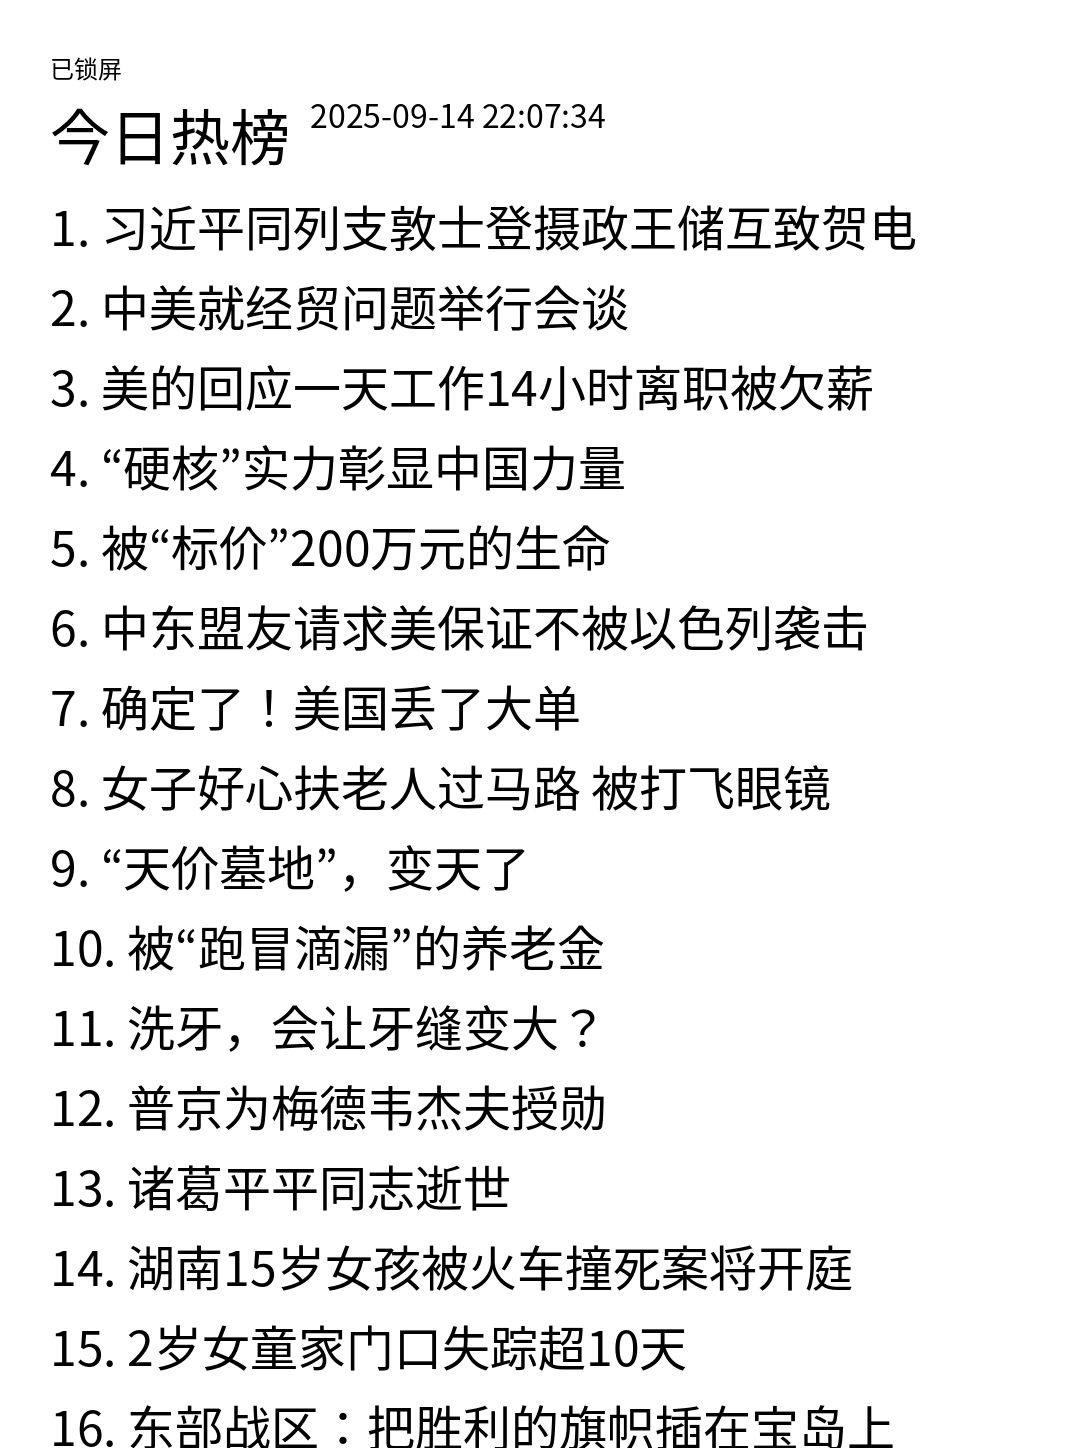 已锁屏
今日热榜 2025-09-14 22:07:34
1. 习近平同列支敦士登摄政王储互致贺电
2. 中美就经贸问题举行会谈
3. 美的回应一天工作14小时离职被欠薪
4. “硬核”实力彰显中国力量
5. 被“标价”200万元的生命
6. 中东盟友请求美保证不被以色列袭击
7. 确定了！美国丢了大单
8. 女子好心扶老人过马路 被打飞眼镜
9. “天价墓地”，变天了
10. 被“跑冒滴漏”的养老金
11. 洗牙，会让牙缝变大？
12. 普京为梅德韦杰夫授勋
13. 诸葛平平同志逝世
14. 湖南15岁女孩被火车撞死案将开庭
15. 2岁女童家门口失踪超10天
16. 东部战区：把胜利的旗帜插在宝岛上